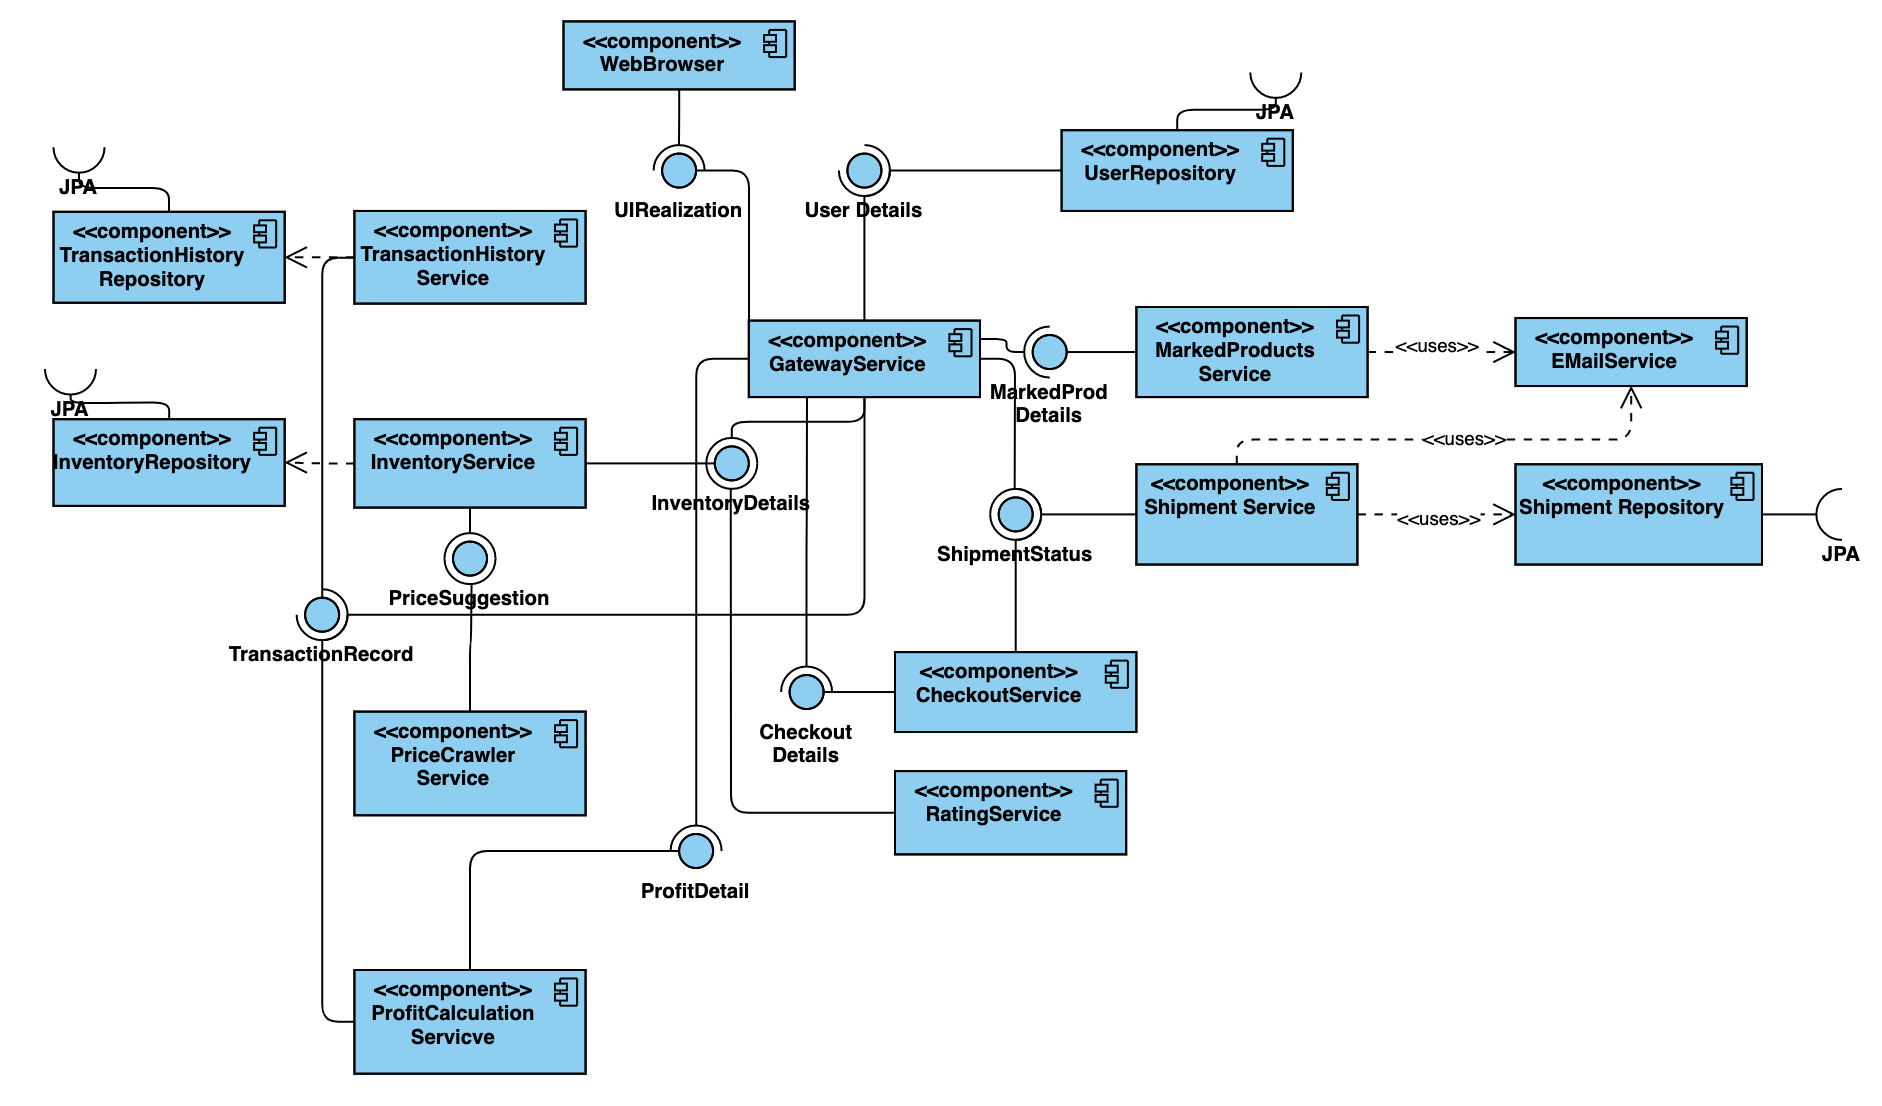 <<component>>
WebBrowser
JPA
<<component>>
UserRepository
UIRealization
User Details
JPA
<<component>>
TransactionHistory
Repository
<<component>>
TransactionHistory
Service
<<component>>
GatewayService
<<component>>
MarkedProducts
Service
<<uses>>
<<component>>
EMailService
MarkedProd
Details
JPA
<<component>>
InventoryRepository
<<component>>
InventoryService
InventoryDetails
<<uses>>
<<component>>
Shipment Service
<<uses>>
<<component>>
Shipment Repository
JPA
ShipmentStatus
PriceSuggestion
TransactionRecord
<<component>>
CheckoutService
Checkout
Details
<<component>>
PriceCrawler
Service
<<component>>
RatingService
ProfitDetail
<<component>>
ProfitCalculation
Servicve